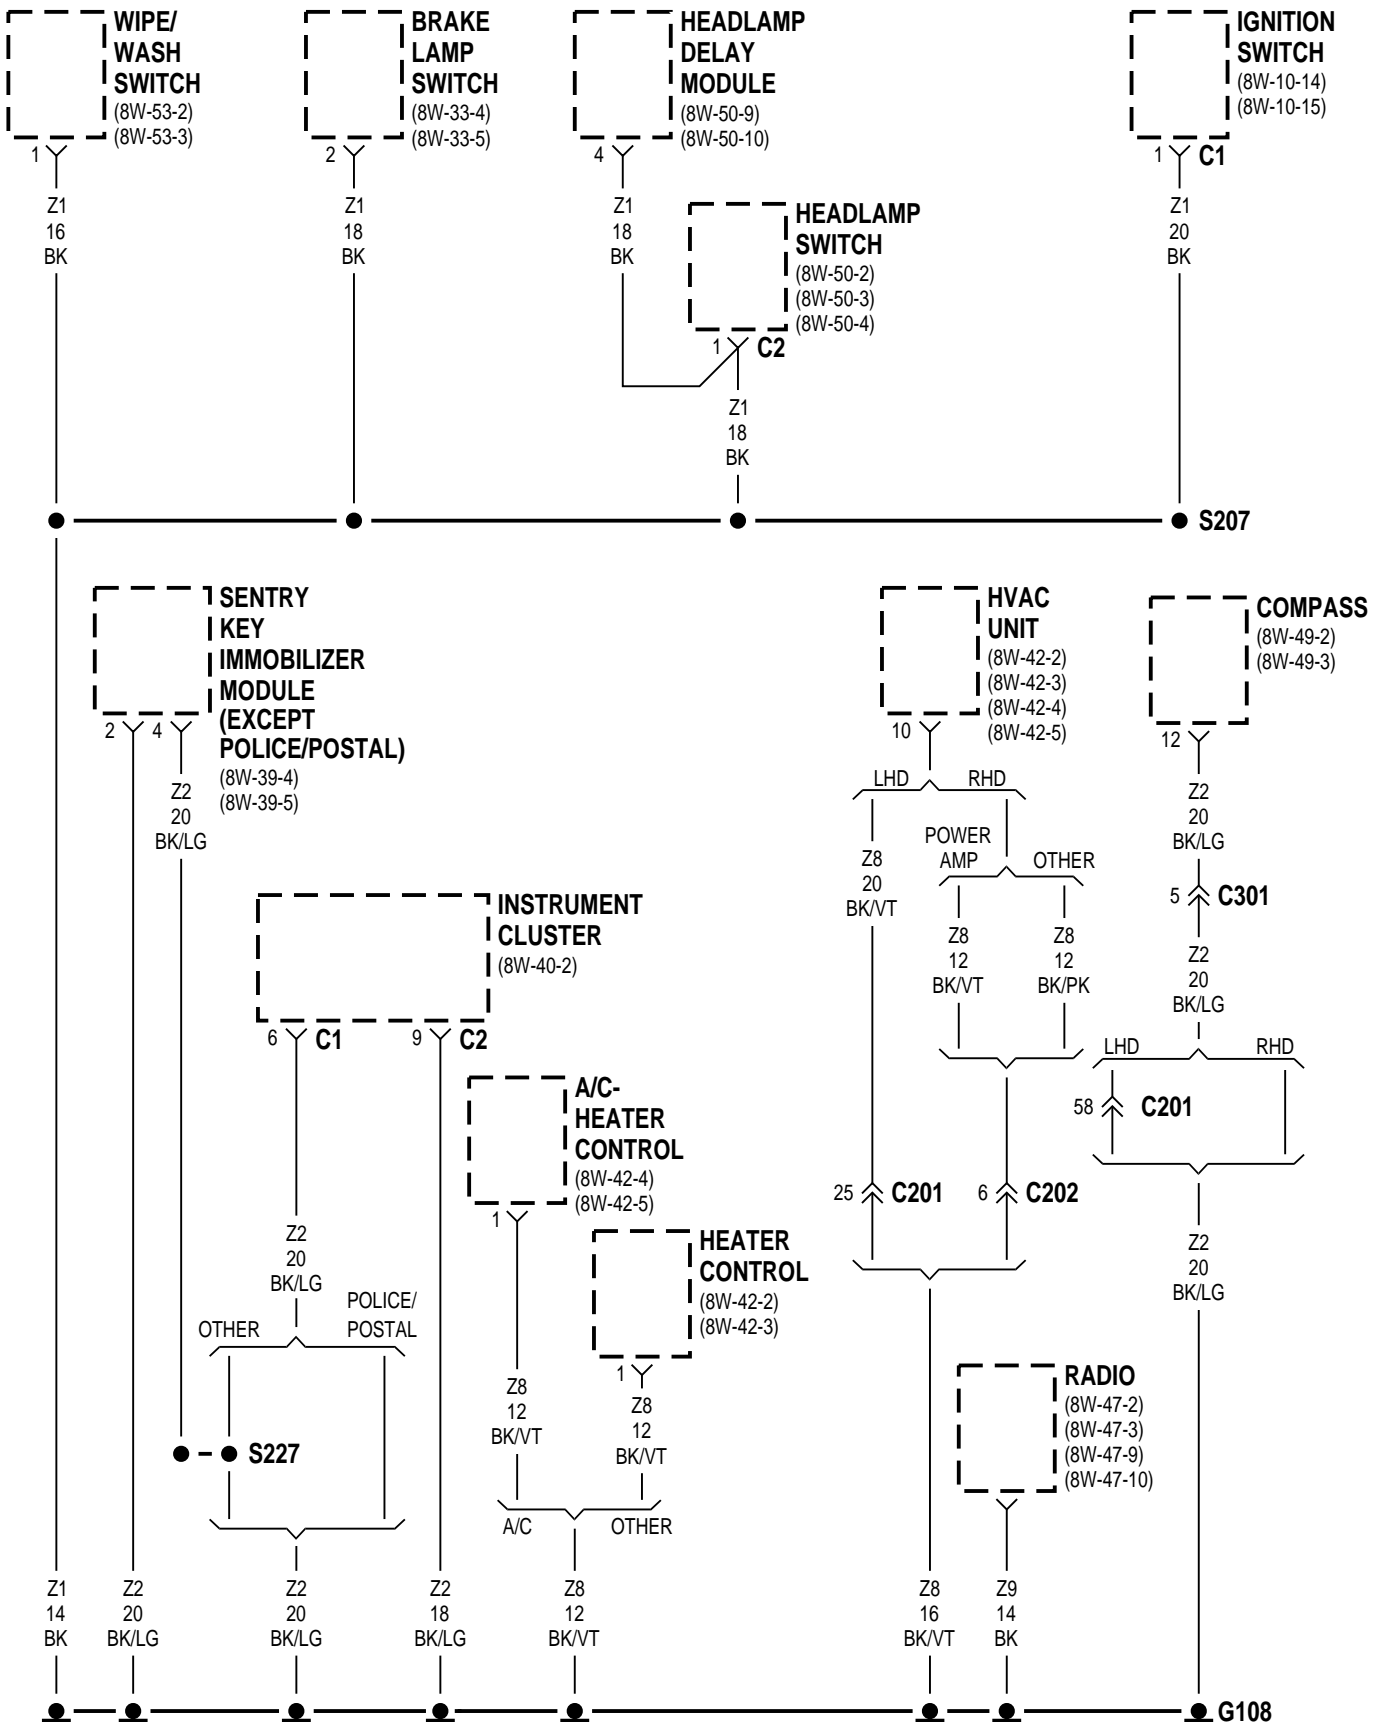 WIPE/
WASH
SWITCH
(8W-53-2)
(8W-53-3)
1
Z1
16
BK
BRAKE
LAMP
SWITCH
(8W-33-4)
(8W-33-5)
2
Z1
18
BK
HEADLAMP
DELAY
MODULE
(8W-50-9)
(8W-50-10)
4
Z1
18
BK
HEADLAMP
SWITCH
(8W-50-2)
(8W-50-3)
(8W-50-4)
1 C2
Z1
18
BK
IGNITION
SWITCH
(8W-10-14)
(8W-10-15)
1 C1
Z1
20
BK
S207
SENTRY
KEY
IMMOBILIZER
MODULE
(EXCEPT
POLICE/POSTAL)
(8W-39-4)
(8W-39-5)
2 4
Z2
20
BK/LG
INSTRUMENT
CLUSTER
(8W-40-2)
6 C1 9 C2
Z2
20
BK/LG
OTHER
POLICE/
POSTAL
S227
A/C-
HEATER
CONTROL
(8W-42-4)
(8W-42-5)
1
Z8
12
BK/VT
HEATER
CONTROL
(8W-42-2)
(8W-42-3)
1
Z8
12
BK/VT
A/C OTHER
HVAC
UNIT
(8W-42-2)
(8W-42-3)
(8W-42-4)
(8W-42-5)
10
LHD RHD
Z8
20
BK/VT
POWER
AMP
OTHER
Z8
12
BK/VT
Z8
12
BK/PK
25 C201 6 C202
COMPASS
(8W-49-2)
(8W-49-3)
12
Z2
20
BK/LG
5 C301
Z2
20
BK/LG
LHD RHD
58 C201
Z2
20
BK/LG
RADIO
(8W-47-2)
(8W-47-3)
(8W-47-9)
(8W-47-10)
Z1
14
BK
Z2
20
BK/LG
Z2
20
BK/LG
Z2
18
BK/LG
Z8
12
BK/VT
Z8
16
BK/VT
Z9
14
BK
G108